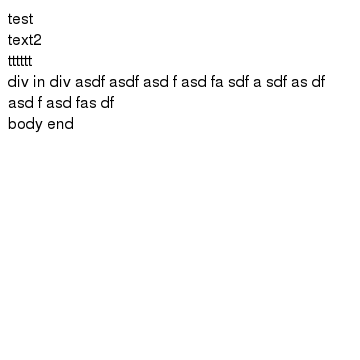 test
text2
tttttt
div in div asdf asdf asd f asd fa sdf a sdf as df
asd f asd fas df
body end